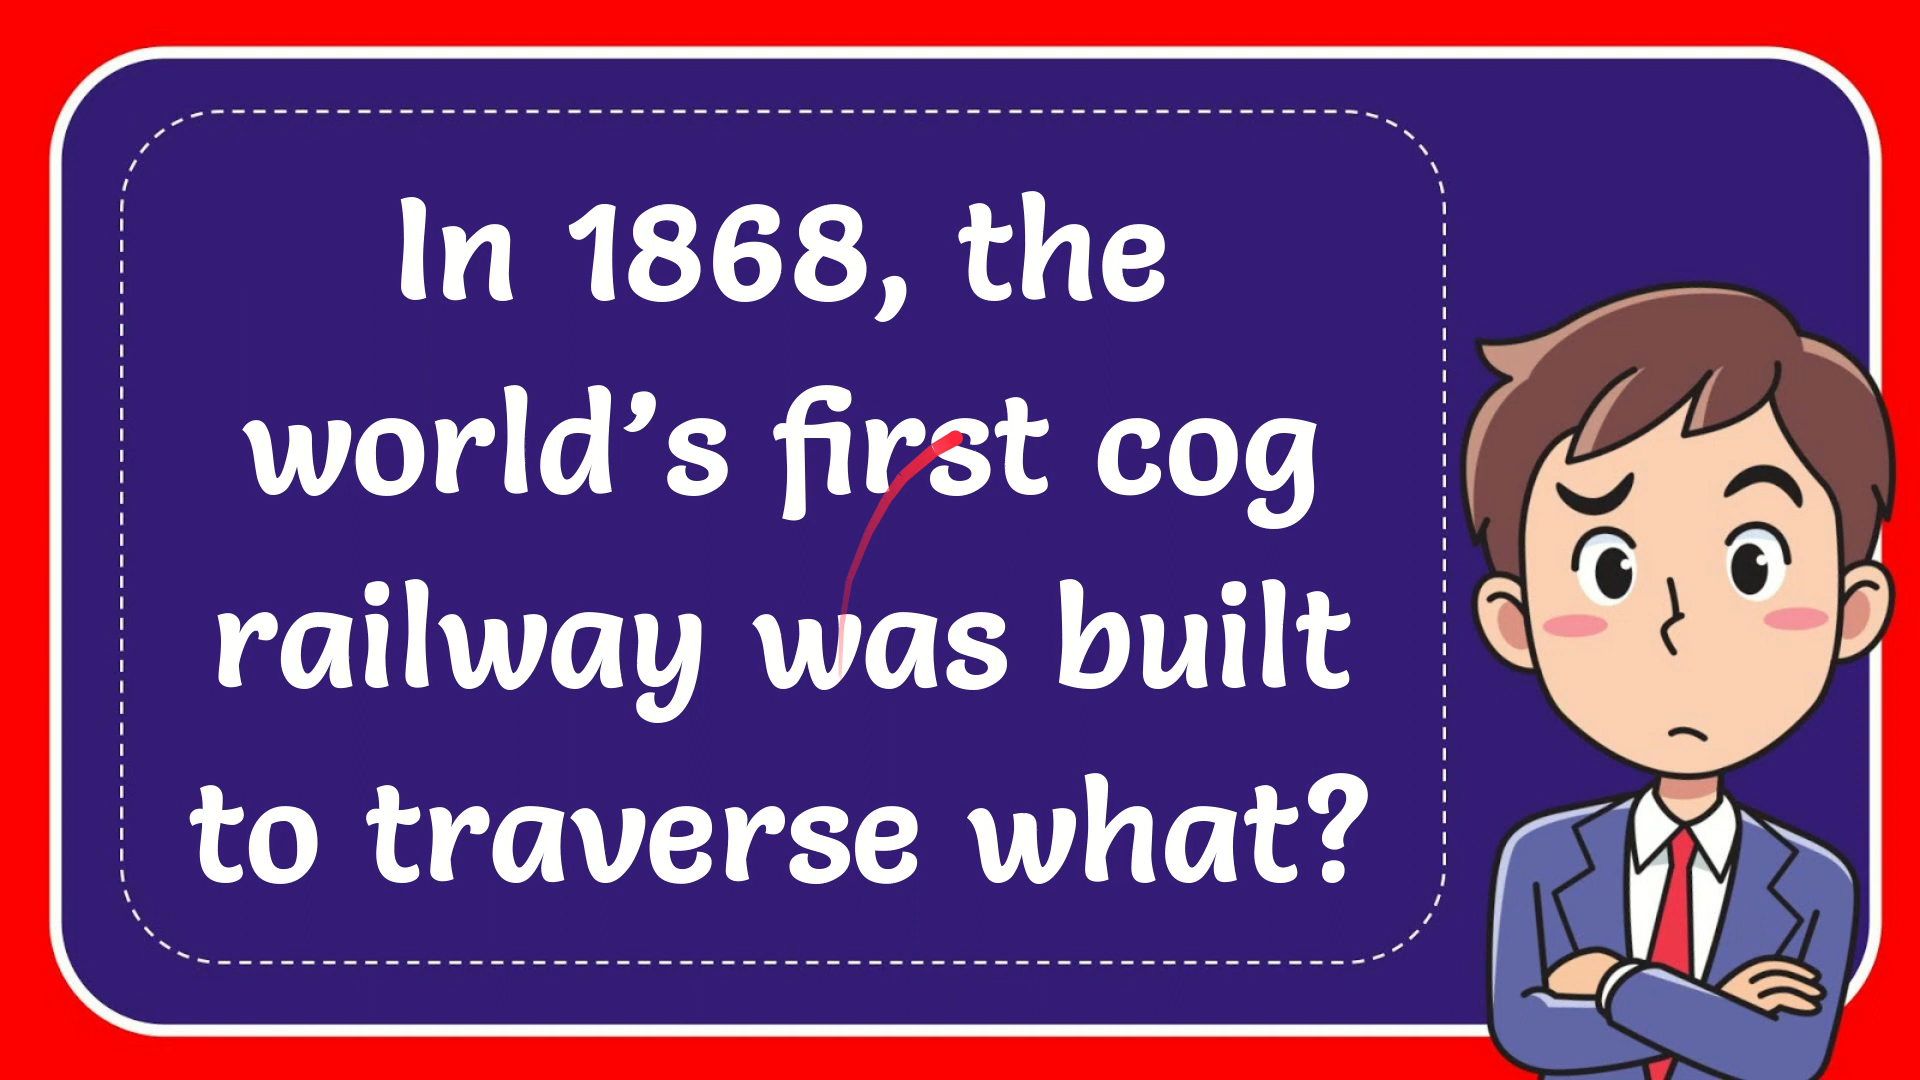 In 1868, the
world’s first cog
railway was built
to traverse what?